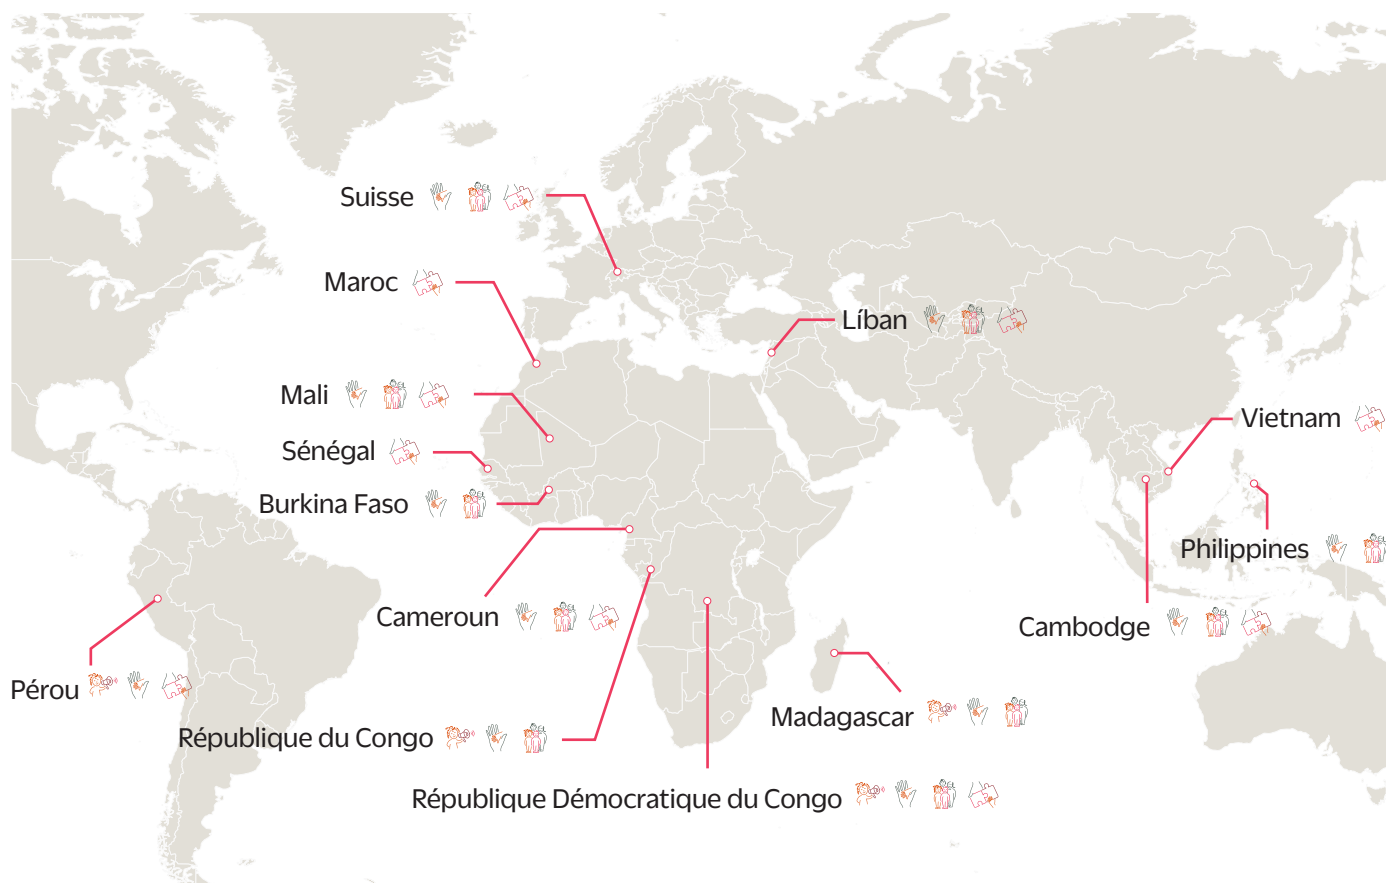 Suisse
Maroc
Líban
Mali
Vietnam
Sénégal
Burkina Faso
Philippines
Cameroun
Cambodge
Pérou
Madagascar
République du Congo
République Démocratique du Congo